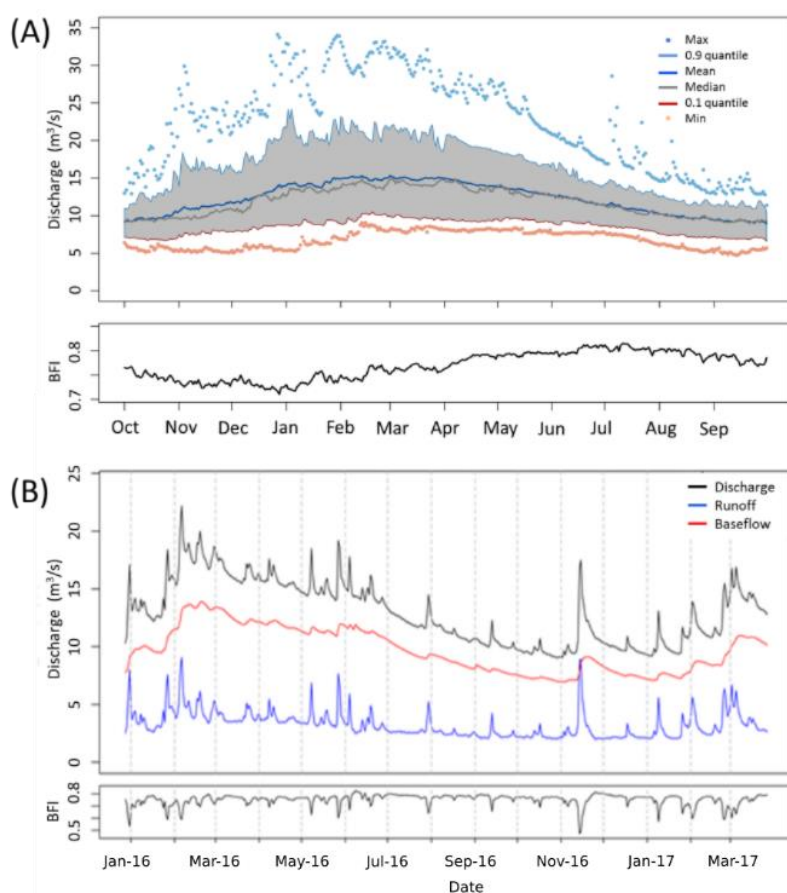 (A)
35
30
25
20
15
10
5
0
Discharge (m³/s)
Max
0.9 quantile
Mean
Median
0.1 quantile
Min
0.8
0.7
BFI
Oct Nov Dec Jan Feb Mar Apr May Jun Jul Aug Sep
(B)
25
20
15
10
5
0
Discharge (m³/s)
Discharge
Runoff
Baseflow
0.8
0.5
BFI
Jan-16 Mar-16 May-16 Jul-16 Sep-16 Nov-16 Jan-17 Mar-17
Date